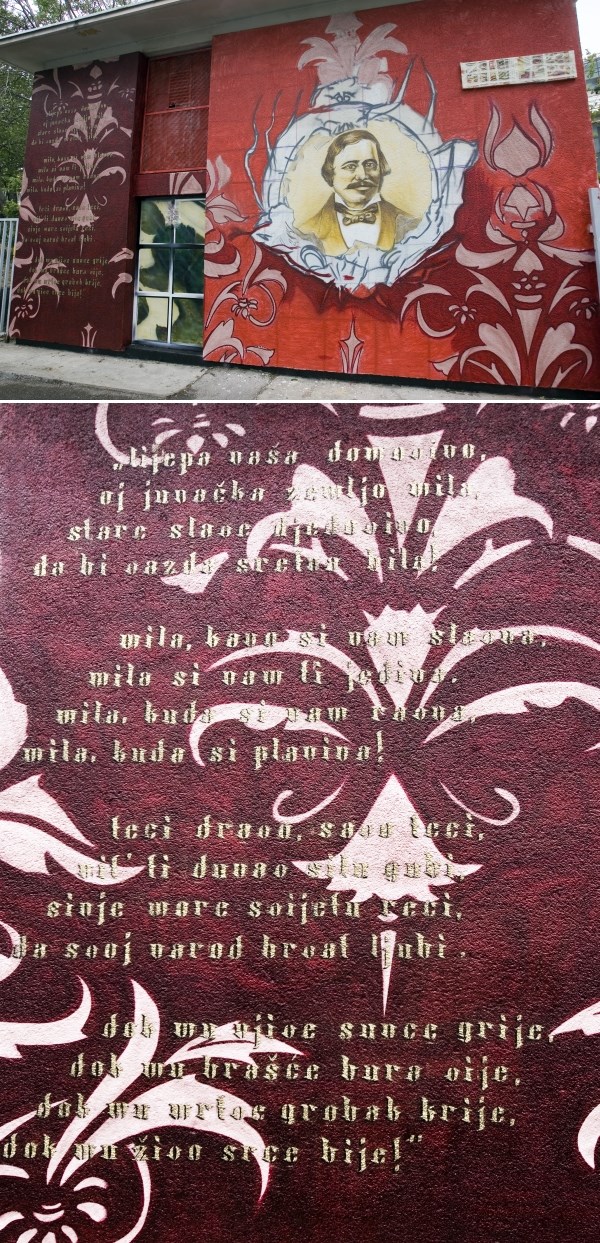 „lijepa naša domovino,
oj junačka zemljo mila,
stare slave djedovino,
da bi vazda sretna bila!
mila, kano si nam slavna,
mila si nam ti jedina.
mila, kuda si nam ravna,
mila, kuda si planina!
teci dravo, savo teci,
nit' ti dunav silu gubi,
sinje more svijetu reci,
da svoj narod hrvat ljubi.
dok mu njive sunce grije,
dok mu hrašće bura vije,
dok mu mrtve grobak krije,
dok mu živo srce bije!“